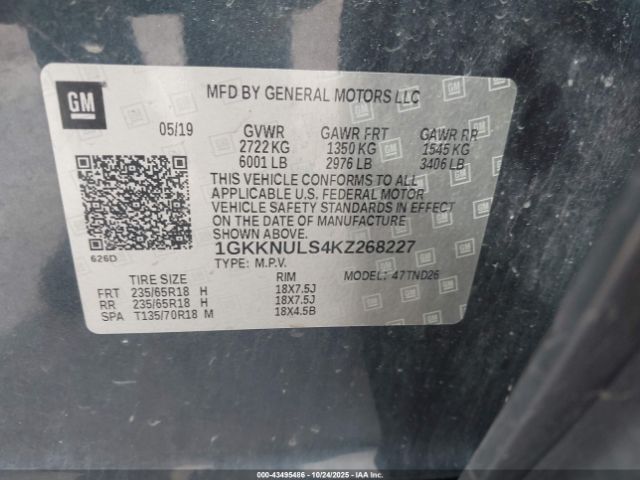 GM
MFD BY GENERAL MOTORS LLC
05/19 GVWR GAWR FRT GAWR RR
2722 KG 1350 KG 1545 KG
6001 LB 2976 LB 3406 LB
THIS VEHICLE CONFORMS TO ALL
APPLICABLE U.S. FEDERAL MOTOR
VEHICLE SAFETY STANDARDS IN EFFECT
ON THE DATE OF MANUFACTURE
SHOWN ABOVE.
626D
1GKKNULS4KZ268227
TYPE: M.P.V. MODEL: 47TND26
TIRE SIZE RIM
FRT 235/65R18 H 18X7.5J
RR 235/65R18 H 18X7.5J
SPA T135/70R18 M 18X4.5B
000-43495486 - 10/24/2025 - IAAI.COM